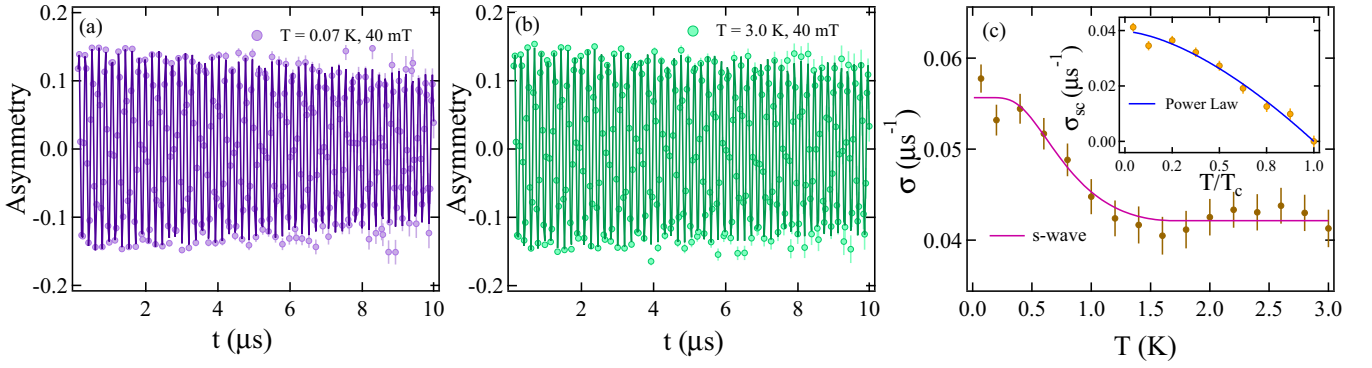 (a)
T = 0.07 K, 40 mT
Asymmetry
0.2
0.1
0.0
-0.1
-0.2
2
4
6
8
10
t (μs)
(b)
T = 3.0 K, 40 mT
Asymmetry
0.2
0.1
0.0
-0.1
-0.2
2
4
6
8
10
t (μs)
(c)
σ (μs⁻¹)
0.06
0.05
0.04
s-wave
0.0
0.5
1.0
1.5
2.0
2.5
3.0
T (K)
σsc (μs⁻¹)
0.04
0.02
0.00
Power Law
0.0
0.2
0.5
0.8
1.0
T/Tc